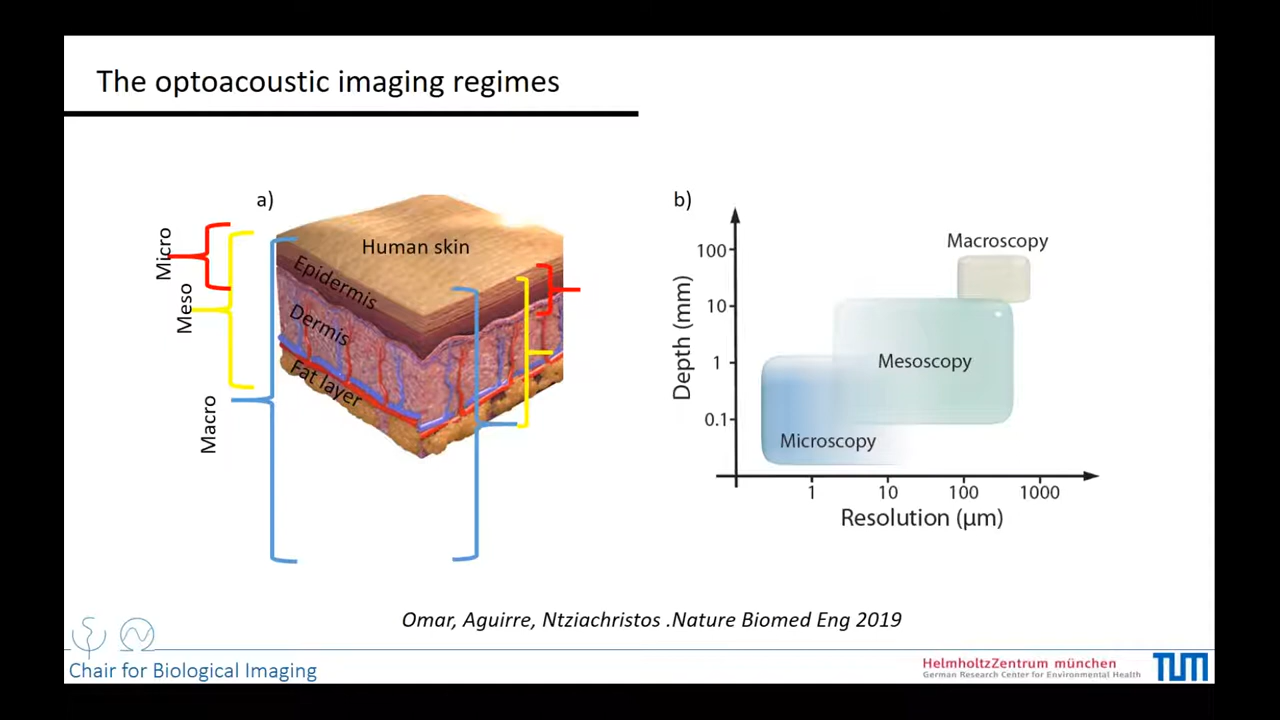 The optoacoustic imaging regimes
a)
Micro
Meso
Macro
Human skin
Epidermis
Dermis
Fat layer
b)
Depth (mm)
100
10
1
0.1
Macroscopy
Mesoscopy
Microscopy
1 10 100 1000
Resolution (µm)
Omar, Aguirre, Ntziachristos .Nature Biomed Eng 2019
Chair for Biological Imaging
HelmholtzZentrum münchen
German Research Center for Environmental Health
TUM